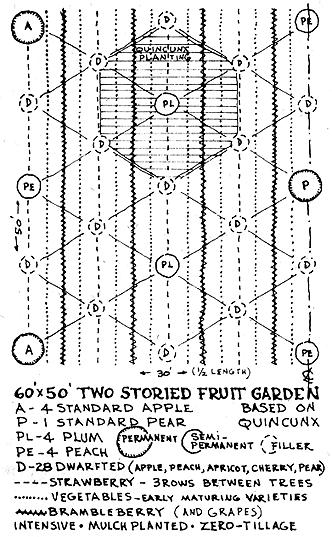 A D PE
QUINCUNX
PLANTING
D D
D PL D
D D
PE D P
50'
D D
D PL D
D D
A D PE
← 30' → (½ LENGTH)
60'x50' TWO STORIED FRUIT GARDEN
A- 4 STANDARD APPLE BASED ON
P- 1 STANDARD PEAR QUINCUNX
PL-4 PLUM PERMANENT SEMI-PERMANENT FILLER
PE-4 PEACH
D-28 DWARFTED (APPLE, PEACH, APRICOT, CHERRY, PEAR)
---- STRAWBERRY - 3 ROWS BETWEEN TREES
........ VEGETABLES - EARLY MATURING VARIETIES
BRAMBLEBERRY (AND GRAPES)
INTENSIVE · MULCH PLANTED · ZERO-TILLAGE